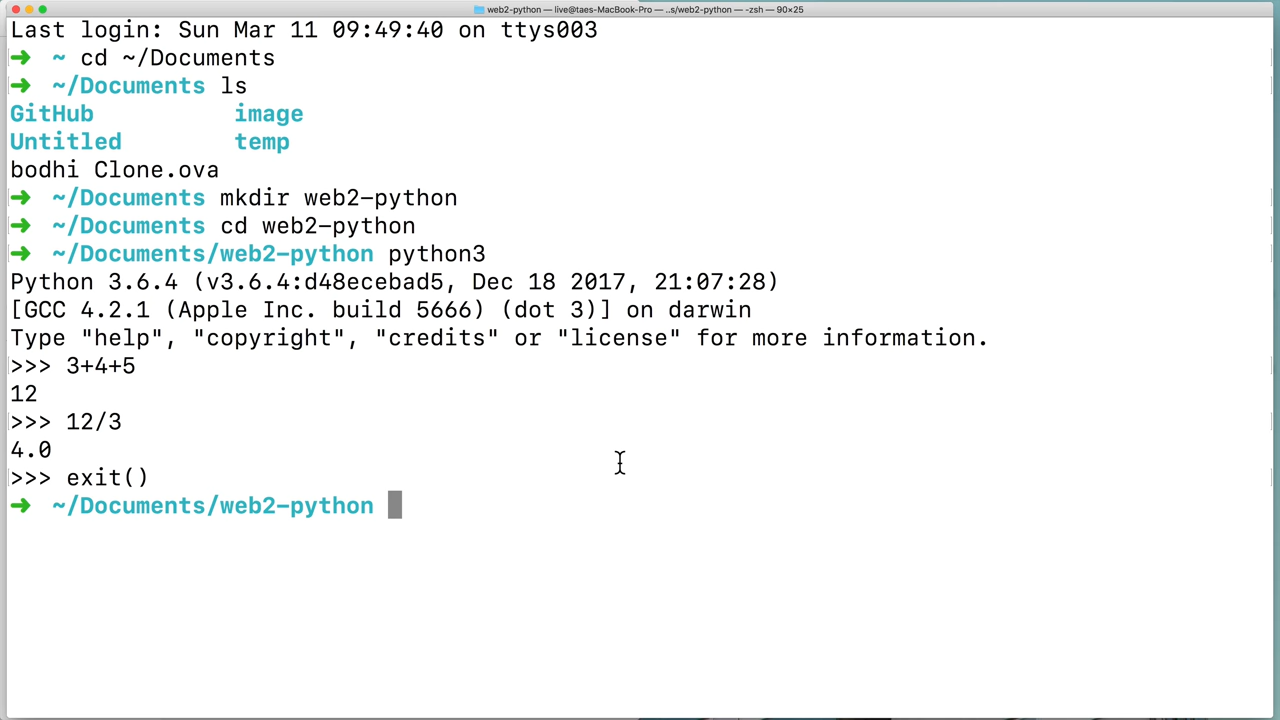 web2-python — live@taes-MacBook-Pro — ..s/web2-python — -zsh — 90×25
Last login: Sun Mar 11 09:49:40 on ttys003
➜  ~ cd ~/Documents
➜  ~/Documents ls
GitHub          image
Untitled        temp
bodhi Clone.ova
➜  ~/Documents mkdir web2-python
➜  ~/Documents cd web2-python
➜  ~/Documents/web2-python python3
Python 3.6.4 (v3.6.4:d48ecebad5, Dec 18 2017, 21:07:28)
[GCC 4.2.1 (Apple Inc. build 5666) (dot 3)] on darwin
Type "help", "copyright", "credits" or "license" for more information.
>>> 3+4+5
12
>>> 12/3
4.0
>>> exit()
➜  ~/Documents/web2-python